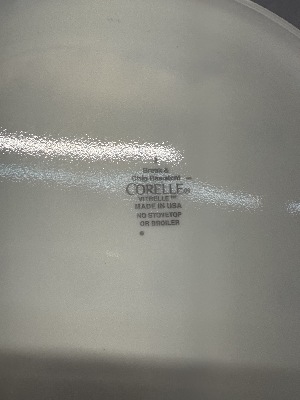 Break &
Chip Resistant
CORELLE®
VITRELLE™
MADE IN USA
NO STOVETOP
OR BROILER